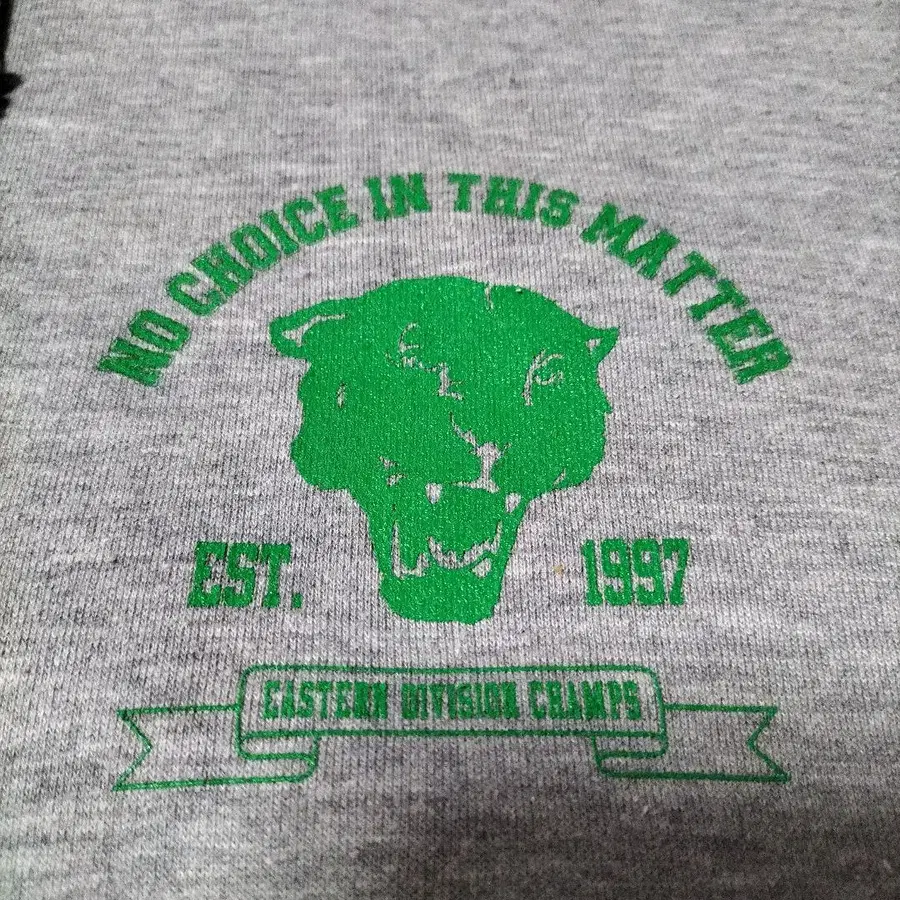 NO CHOICE IN THIS MATTER
EST. 1997
EASTERN DIVISION CHAMPS